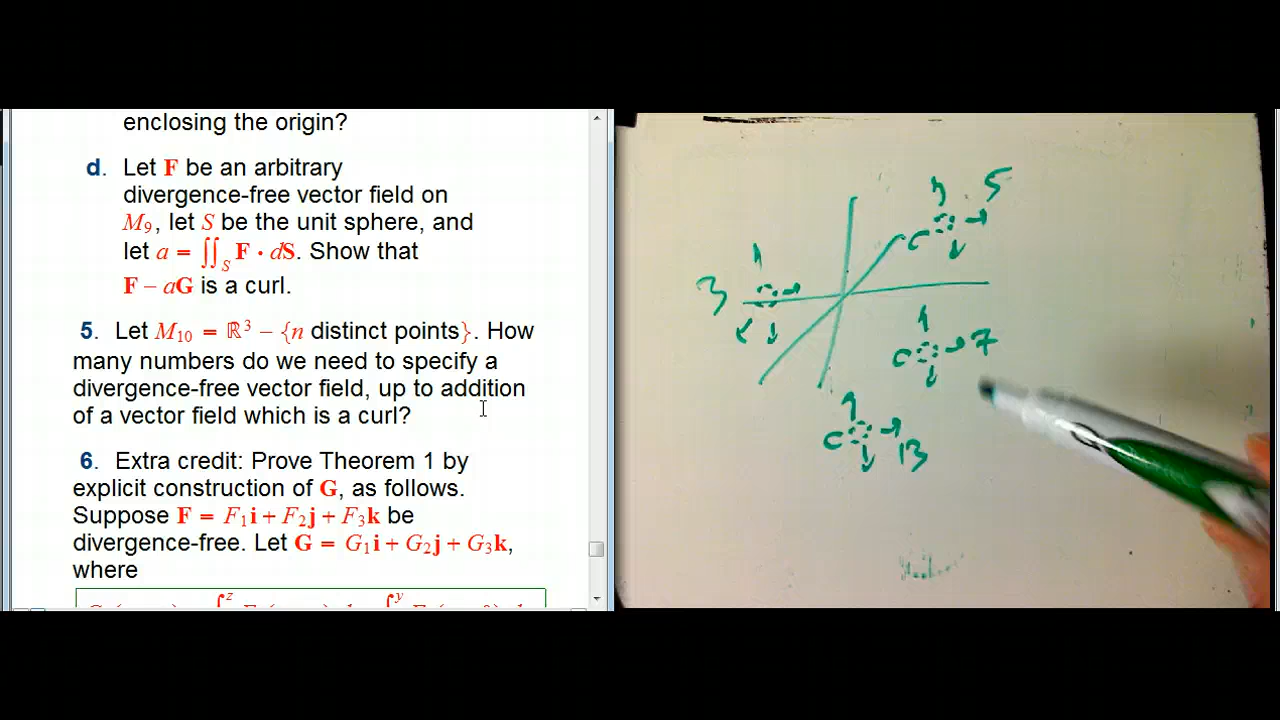 enclosing the origin?
d. Let F be an arbitrary
divergence-free vector field on
M₉, let S be the unit sphere, and
let a = ∬_S F • dS. Show that
F – aG is a curl.
5. Let M₁₀ = ℝ³ – {n distinct points}. How
many numbers do we need to specify a
divergence-free vector field, up to addition
of a vector field which is a curl?
6. Extra credit: Prove Theorem 1 by
explicit construction of G, as follows.
Suppose F = F₁i + F₂j + F₃k be
divergence-free. Let G = G₁i + G₂j + G₃k,
where
5
3
7
13